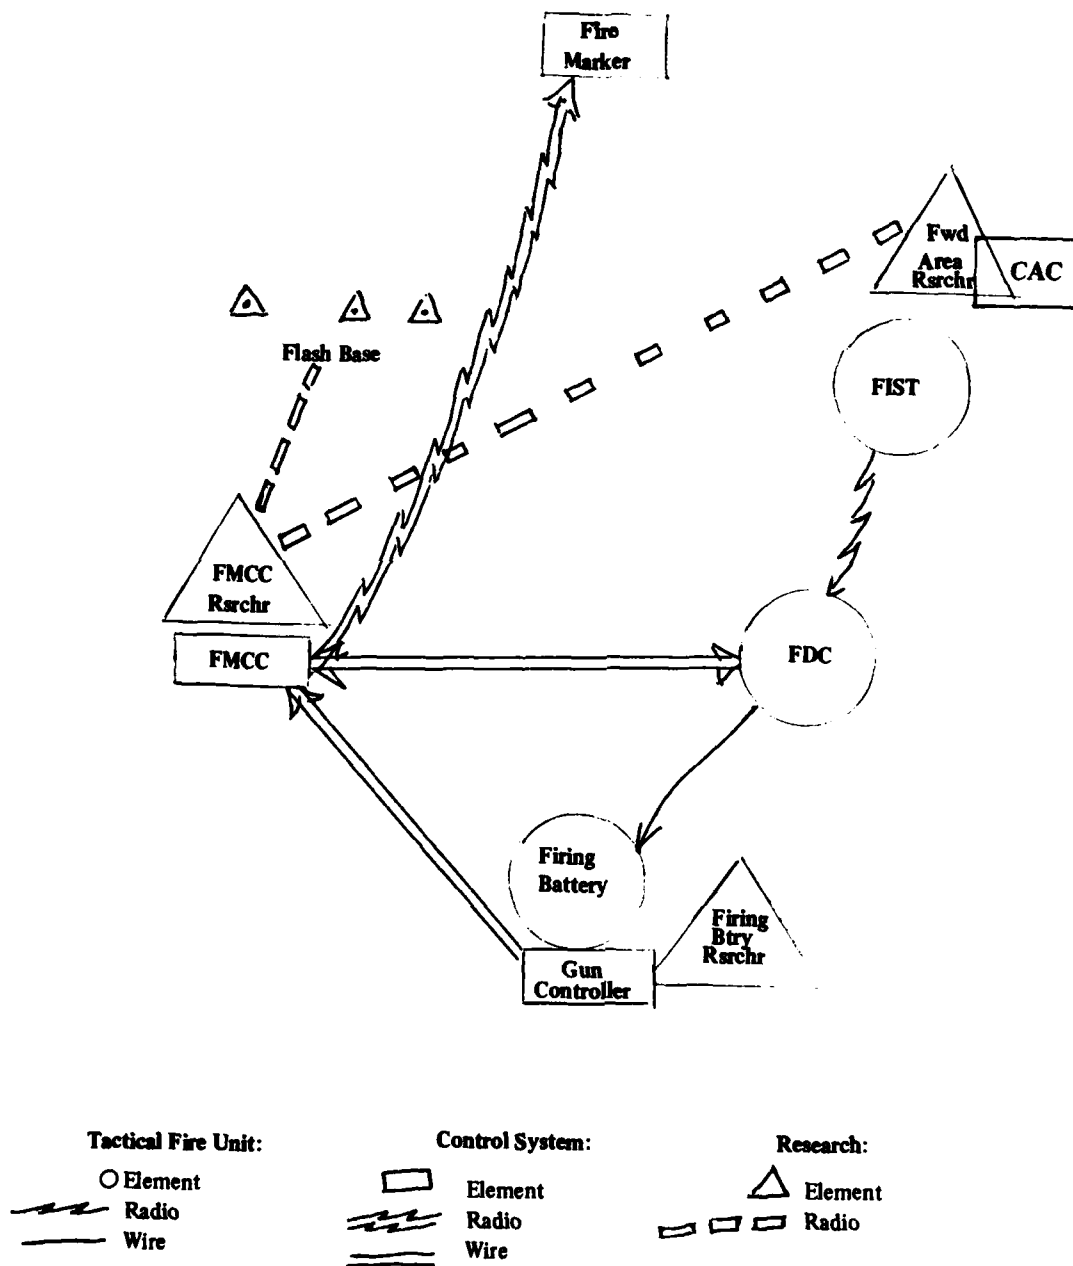 Fire
Marker
Fwd
Area
Rsrchr
CAC
Flash Base
FIST
FMCC
Rsrchr
FMCC
FDC
Firing
Battery
Firing
Btry
Rsrchr
Gun
Controller
Tactical Fire Unit:
Element
Radio
Wire
Control System:
Element
Radio
Wire
Research:
Element
Radio